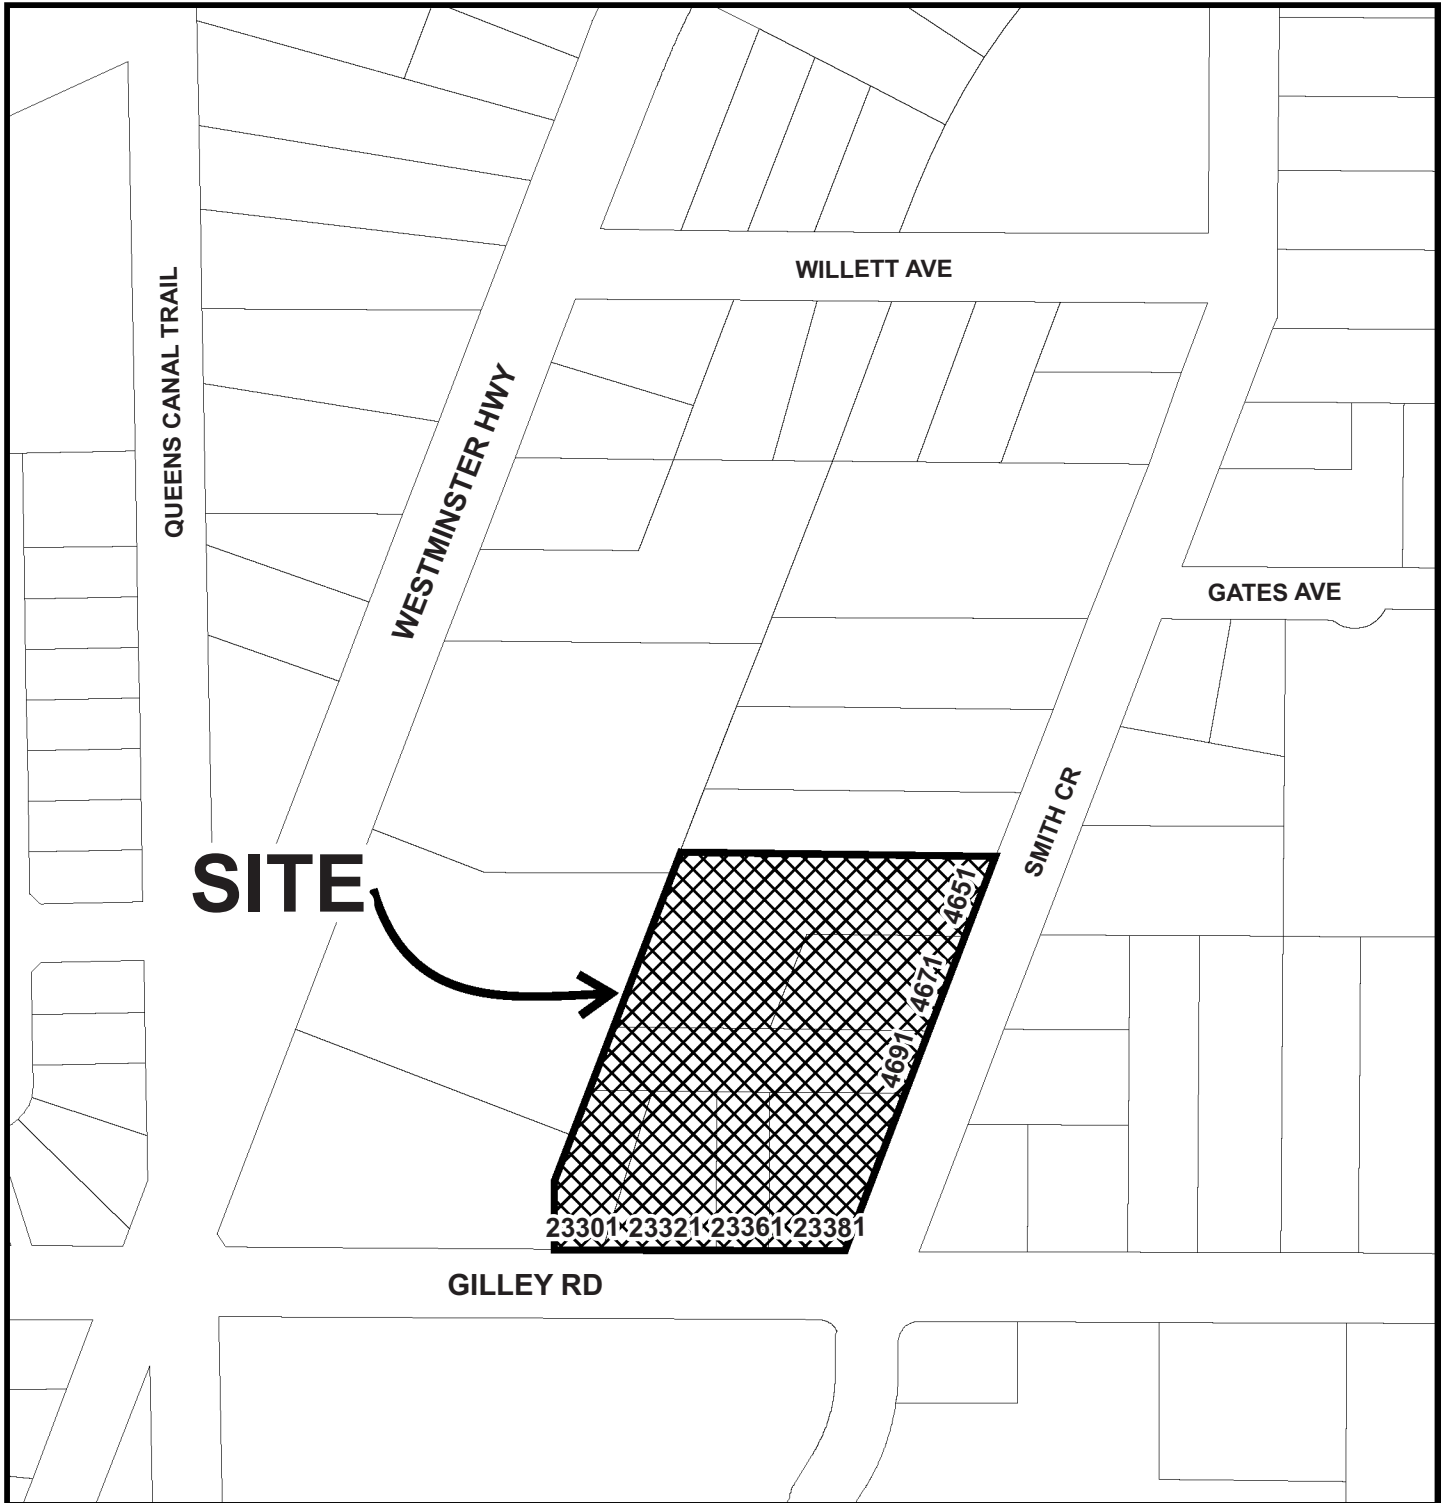 WILLETT AVE
QUEENS CANAL TRAIL
WESTMINSTER HWY
GATES AVE
SMITH CR
SITE
4651
4671
4691
23301 23321 23361 23381
GILLEY RD